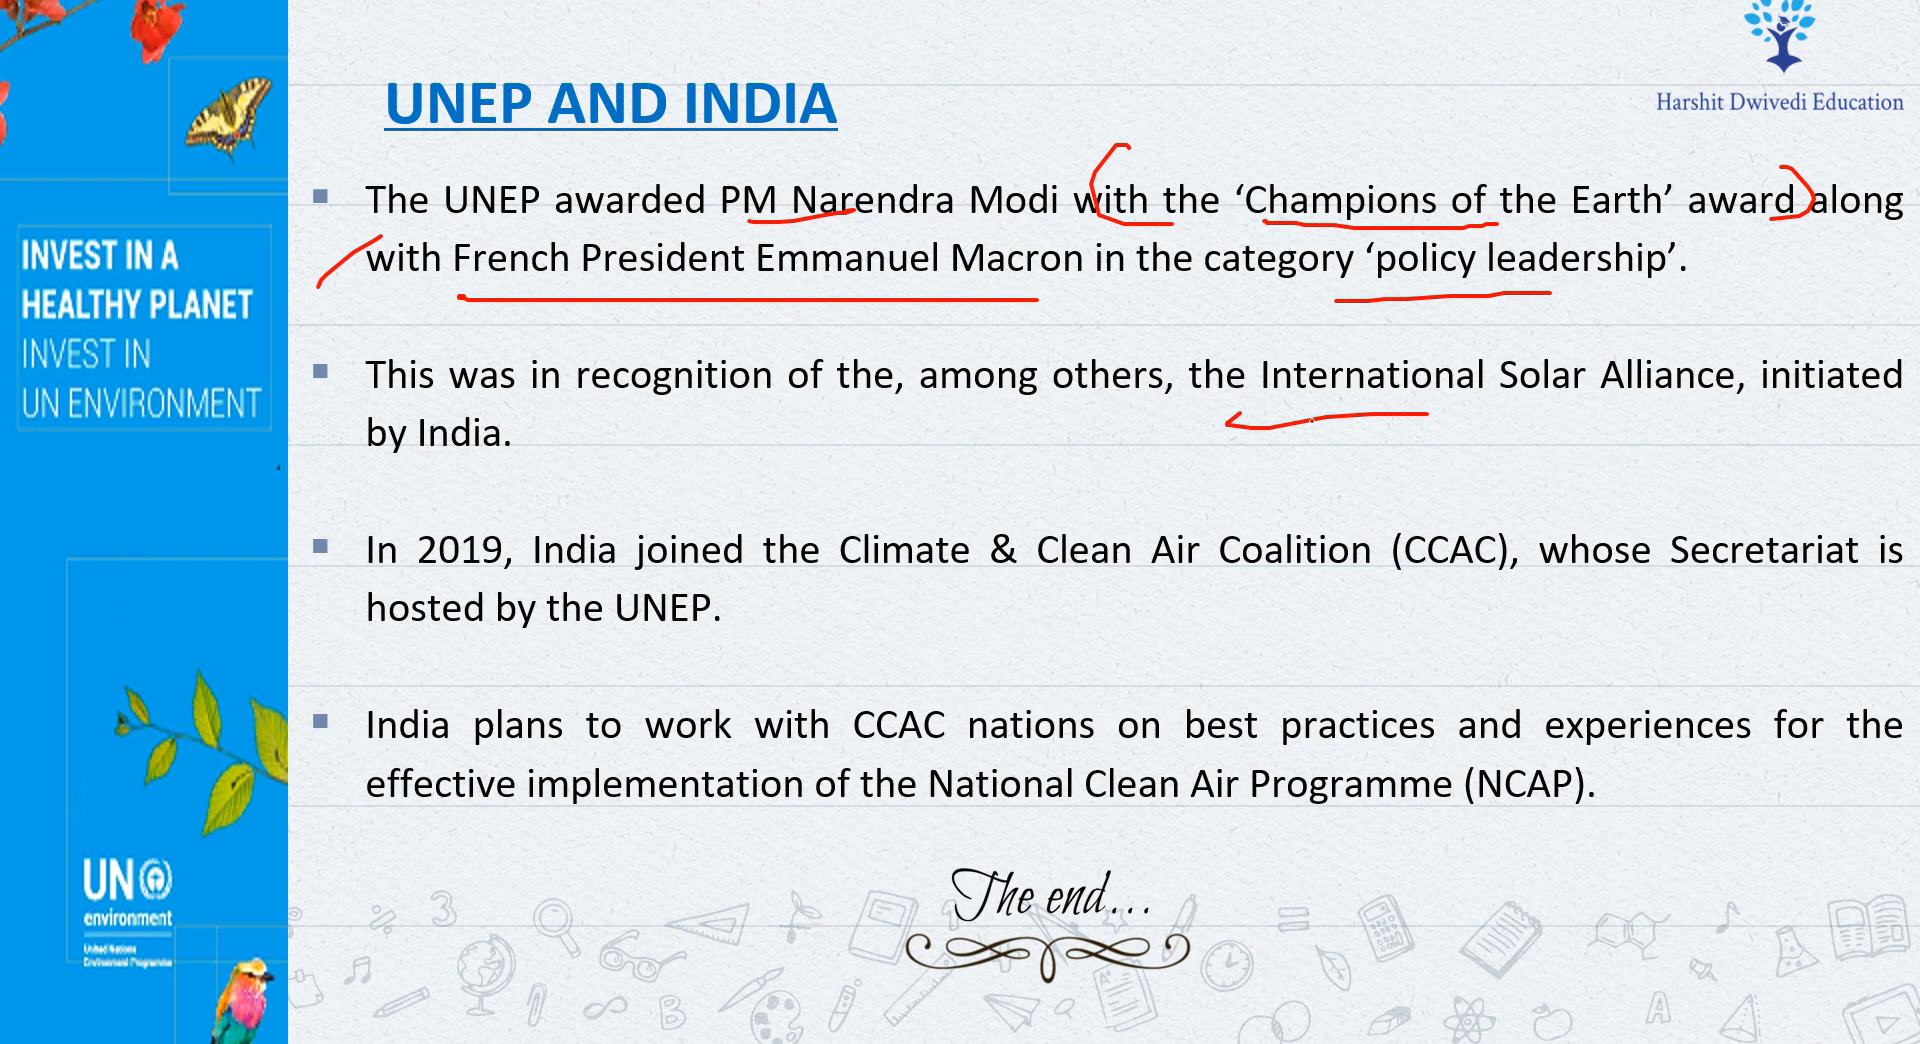 Harshit Dwivedi Education
UNEP AND INDIA
The UNEP awarded PM Narendra Modi with the ‘Champions of the Earth’ award along
with French President Emmanuel Macron in the category ‘policy leadership’.
This was in recognition of the, among others, the International Solar Alliance, initiated
by India.
In 2019, India joined the Climate & Clean Air Coalition (CCAC), whose Secretariat is
hosted by the UNEP.
India plans to work with CCAC nations on best practices and experiences for the
effective implementation of the National Clean Air Programme (NCAP).
The end...
INVEST IN A
HEALTHY PLANET
INVEST IN
UN ENVIRONMENT
UN
environment
United Nations
Environment Programme